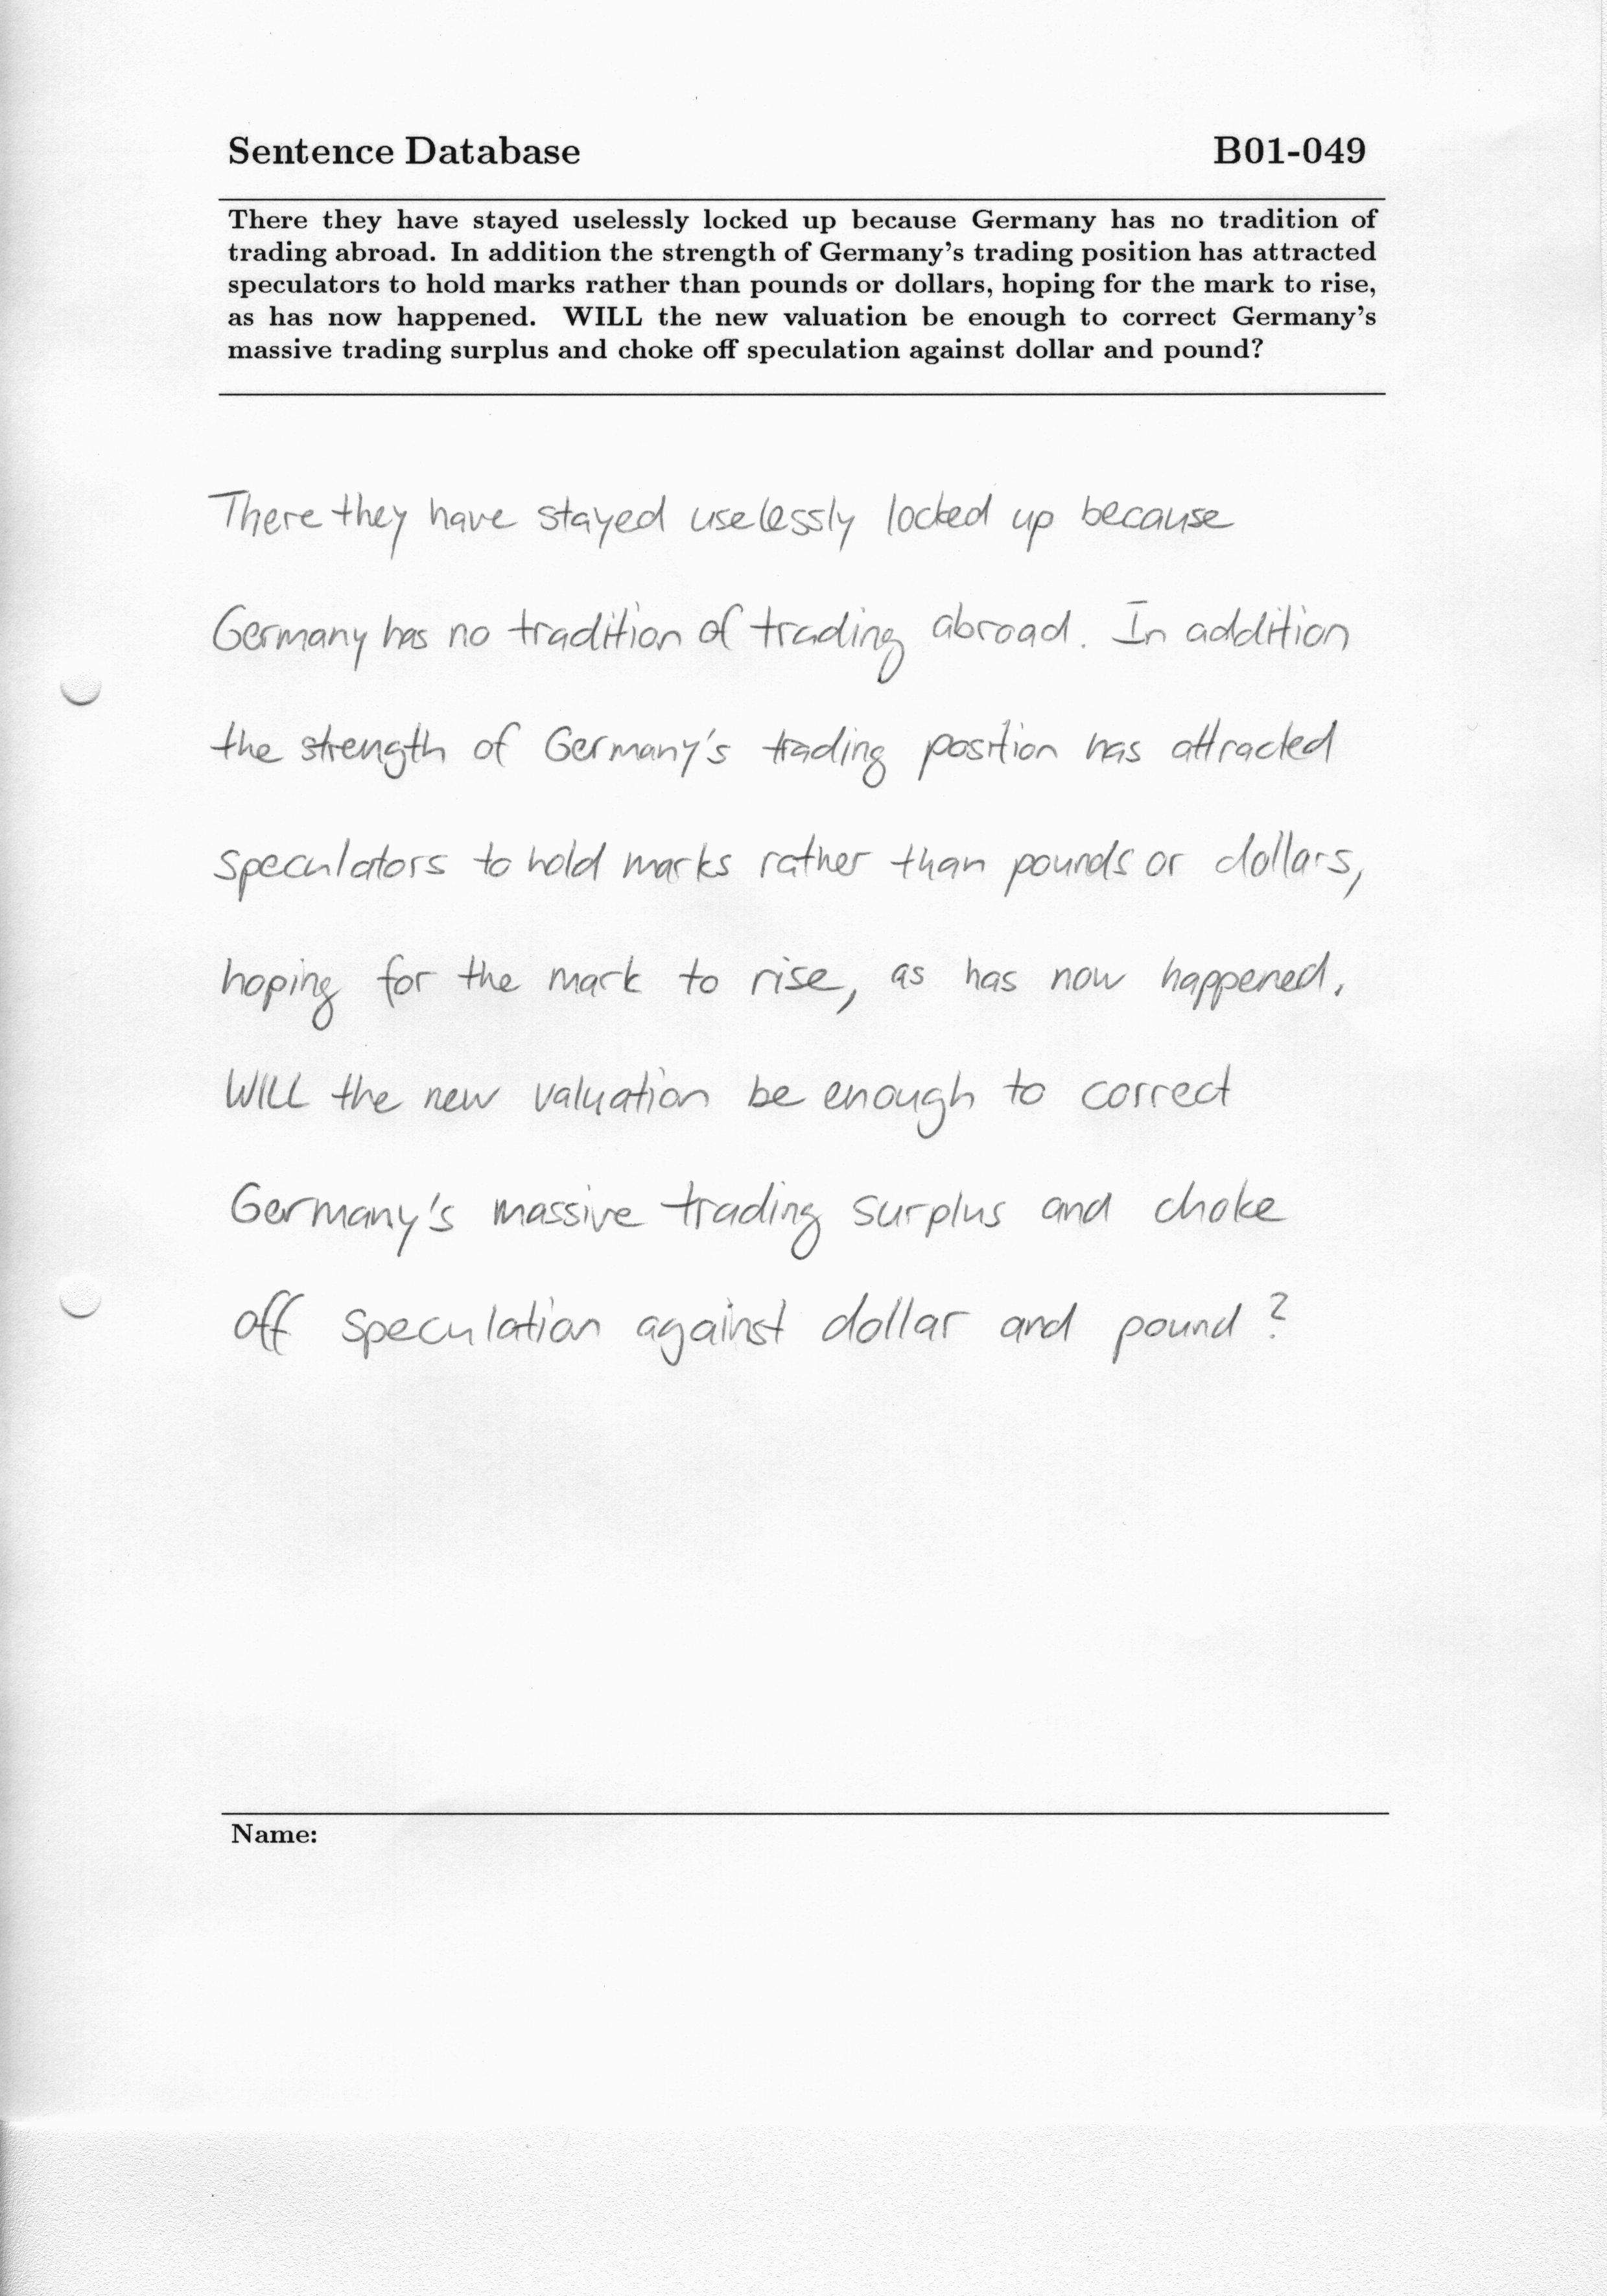 Sentence Database B01-049
There they have stayed uselessly locked up because Germany has no tradition of
trading abroad. In addition the strength of Germany's trading position has attracted
speculators to hold marks rather than pounds or dollars, hoping for the mark to rise,
as has now happened. WILL the new valuation be enough to correct Germany's
massive trading surplus and choke off speculation against dollar and pound?
There they have stayed uselessly locked up because
Germany has no tradition of trading abroad. In addition
the strength of Germany's trading position has attracted
speculators to hold marks rather than pounds or dollars,
hoping for the mark to rise, as has now happened.
WILL the new valuation be enough to correct
Germany's massive trading surplus and choke
off speculation against dollar and pound?
Name: